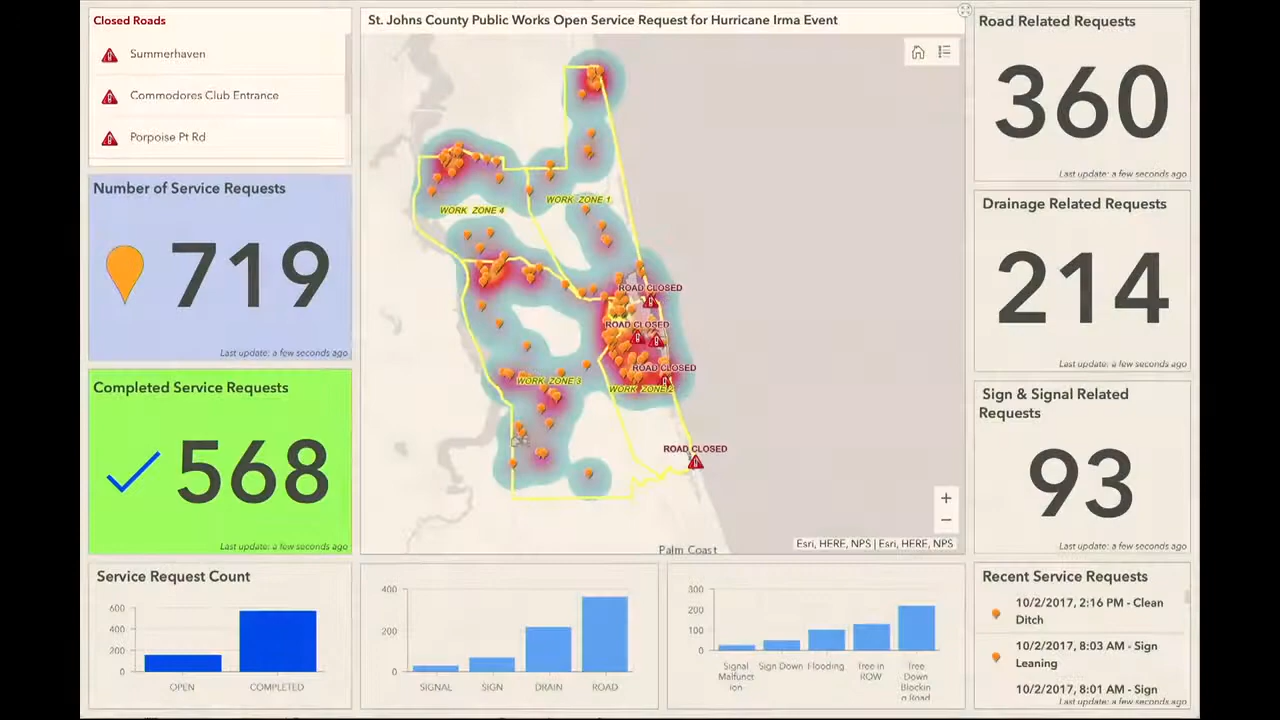 Closed Roads
Summerhaven
Commodores Club Entrance
Porpoise Pt Rd
Number of Service Requests
719
Last update: a few seconds ago
Completed Service Requests
568
Last update: a few seconds ago
St. Johns County Public Works Open Service Request for Hurricane Irma Event
WORK ZONE 4
WORK ZONE 1
ROAD CLOSED
ROAD CLOSED
ROAD CLOSED
WORK ZONE 3
WORK ZONE
ROAD CLOSED
+
−
Esri, HERE, NPS | Esri, HERE, NPS
Palm Coast
Road Related Requests
360
Last update: a few seconds ago
Drainage Related Requests
214
Last update: a few seconds ago
Sign & Signal Related
Requests
93
Last update: a few seconds ago
Service Request Count
600
400
200
0
OPEN COMPLETED
400
200
0
SIGNAL SIGN DRAIN ROAD
300
200
100
0
Signal
Malfunct
ion
Sign Down
Flooding
Tree in
ROW
Tree
Down
Blockin
g Road
Recent Service Requests
10/2/2017, 2:16 PM - Clean
Ditch
10/2/2017, 8:03 AM - Sign
Leaning
10/2/2017, 8:01 AM - Sign
Last update: a few seconds ago